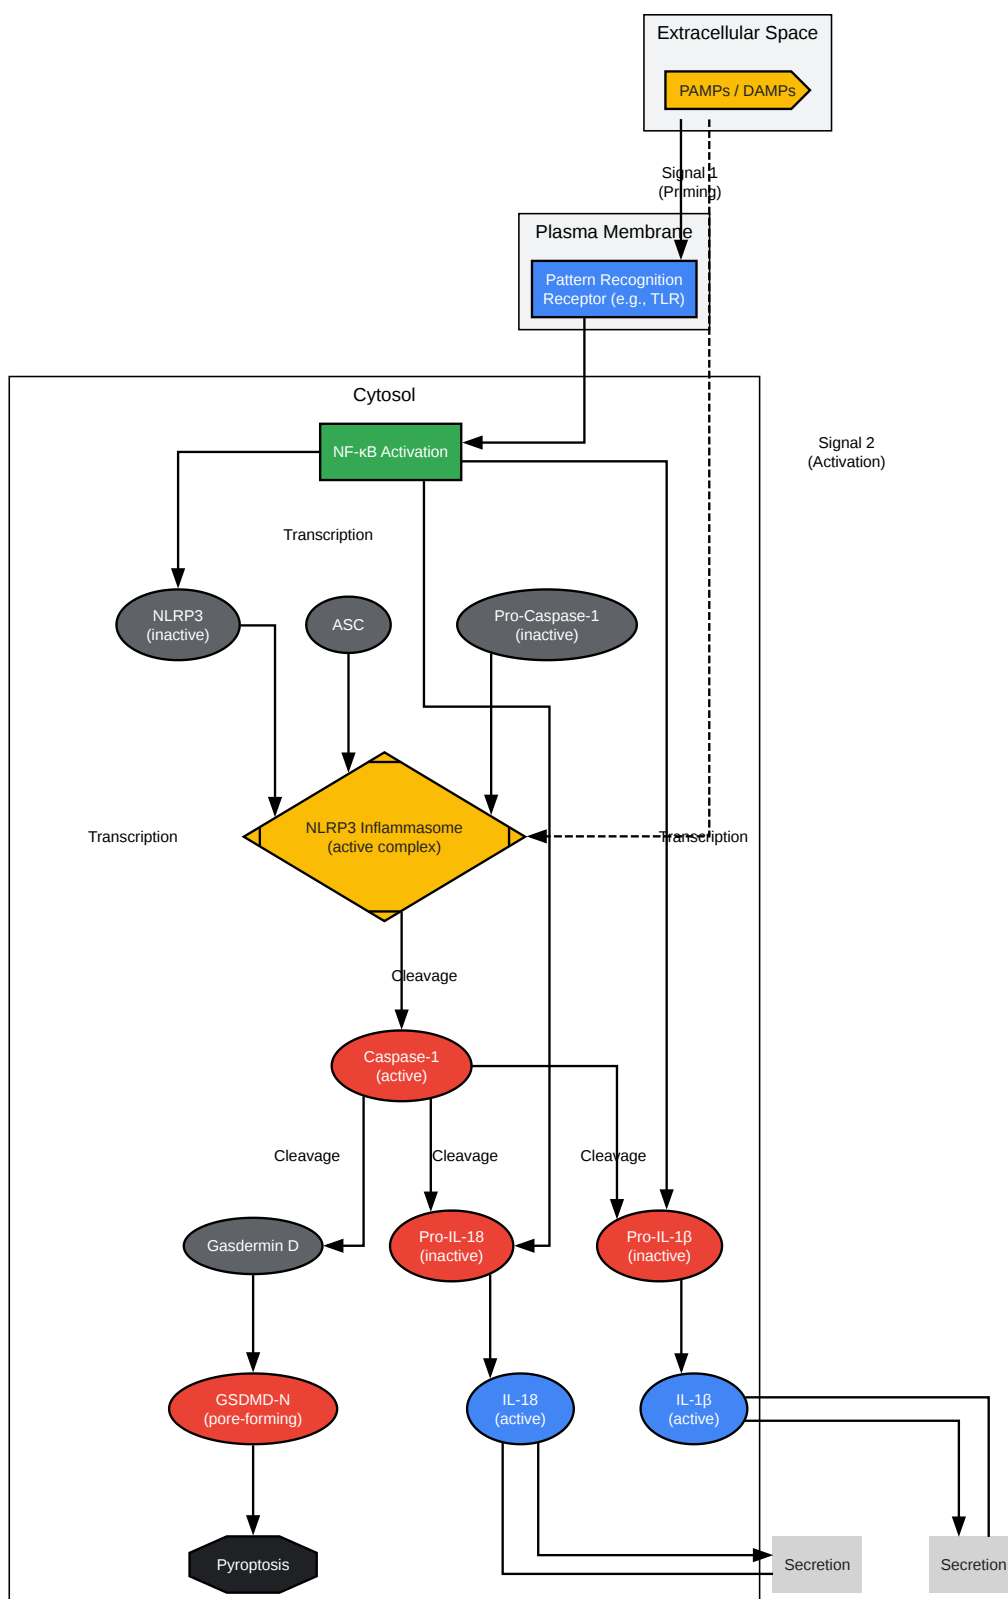 Extracellular Space
PAMPs / DAMPs
Signal 1
(Priming)
Plasma Membrane
Pattern Recognition
Receptor (e.g., TLR)
Cytosol
NF-κB Activation
Signal 2
(Activation)
Transcription
NLRP3
(inactive)
ASC
Pro-Caspase-1
(inactive)
NLRP3 Inflammasome
(active complex)
Transcription
Transcription
Cleavage
Caspase-1
(active)
Cleavage
Cleavage
Cleavage
Gasdermin D
Pro-IL-18
(inactive)
Pro-IL-1β
(inactive)
GSDMD-N
(pore-forming)
IL-18
(active)
IL-1β
(active)
Pyroptosis
Secretion
Secretion